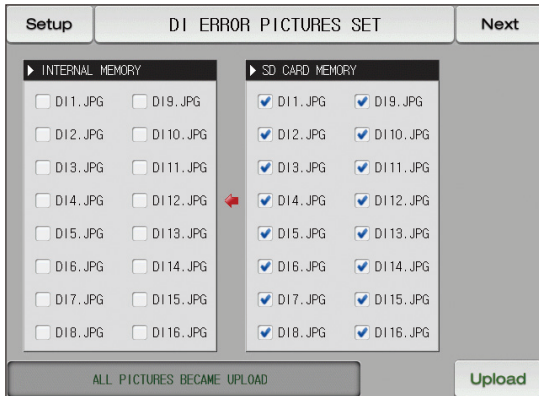 Setup DI ERROR PICTURES SET Next
INTERNAL MEMORY SD CARD MEMORY
DI1.JPG DI9.JPG DI1.JPG DI9.JPG
DI2.JPG DI10.JPG DI2.JPG DI10.JPG
DI3.JPG DI11.JPG DI3.JPG DI11.JPG
DI4.JPG DI12.JPG DI4.JPG DI12.JPG
DI5.JPG DI13.JPG DI5.JPG DI13.JPG
DI6.JPG DI14.JPG DI6.JPG DI14.JPG
DI7.JPG DI15.JPG DI7.JPG DI15.JPG
DI8.JPG DI16.JPG DI8.JPG DI16.JPG
ALL PICTURES BECAME UPLOAD Upload